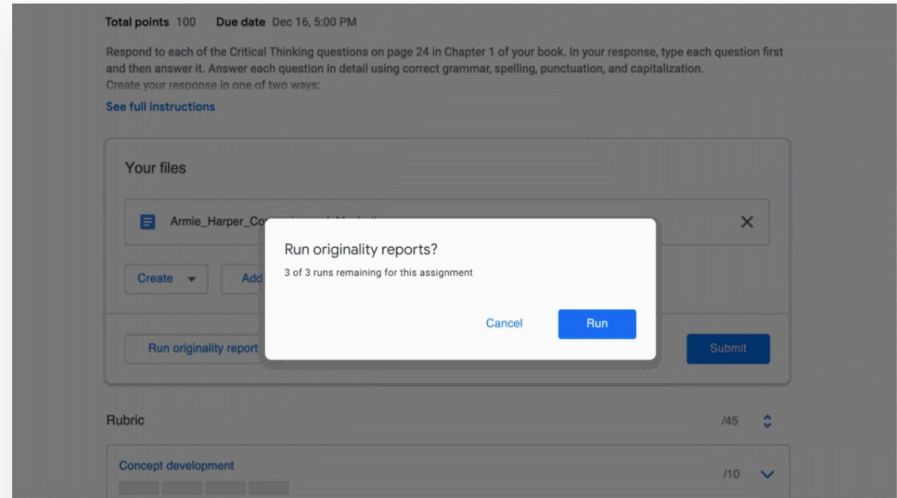 Total points 100 Due date Dec 16, 5:00 PM
Respond to each of the Critical Thinking questions on page 24 in Chapter 1 of your book. In your response, type each question first
and then answer it. Answer each question in detail using correct grammar, spelling, punctuation, and capitalization.
Create your response in one of two ways:
See full instructions
Your files
Armie_Harper_Co
Run originality reports?
3 of 3 runs remaining for this assignment
Create
Add
Cancel
Run
Run originality report
Submit
Rubric
/45
Concept development
/10